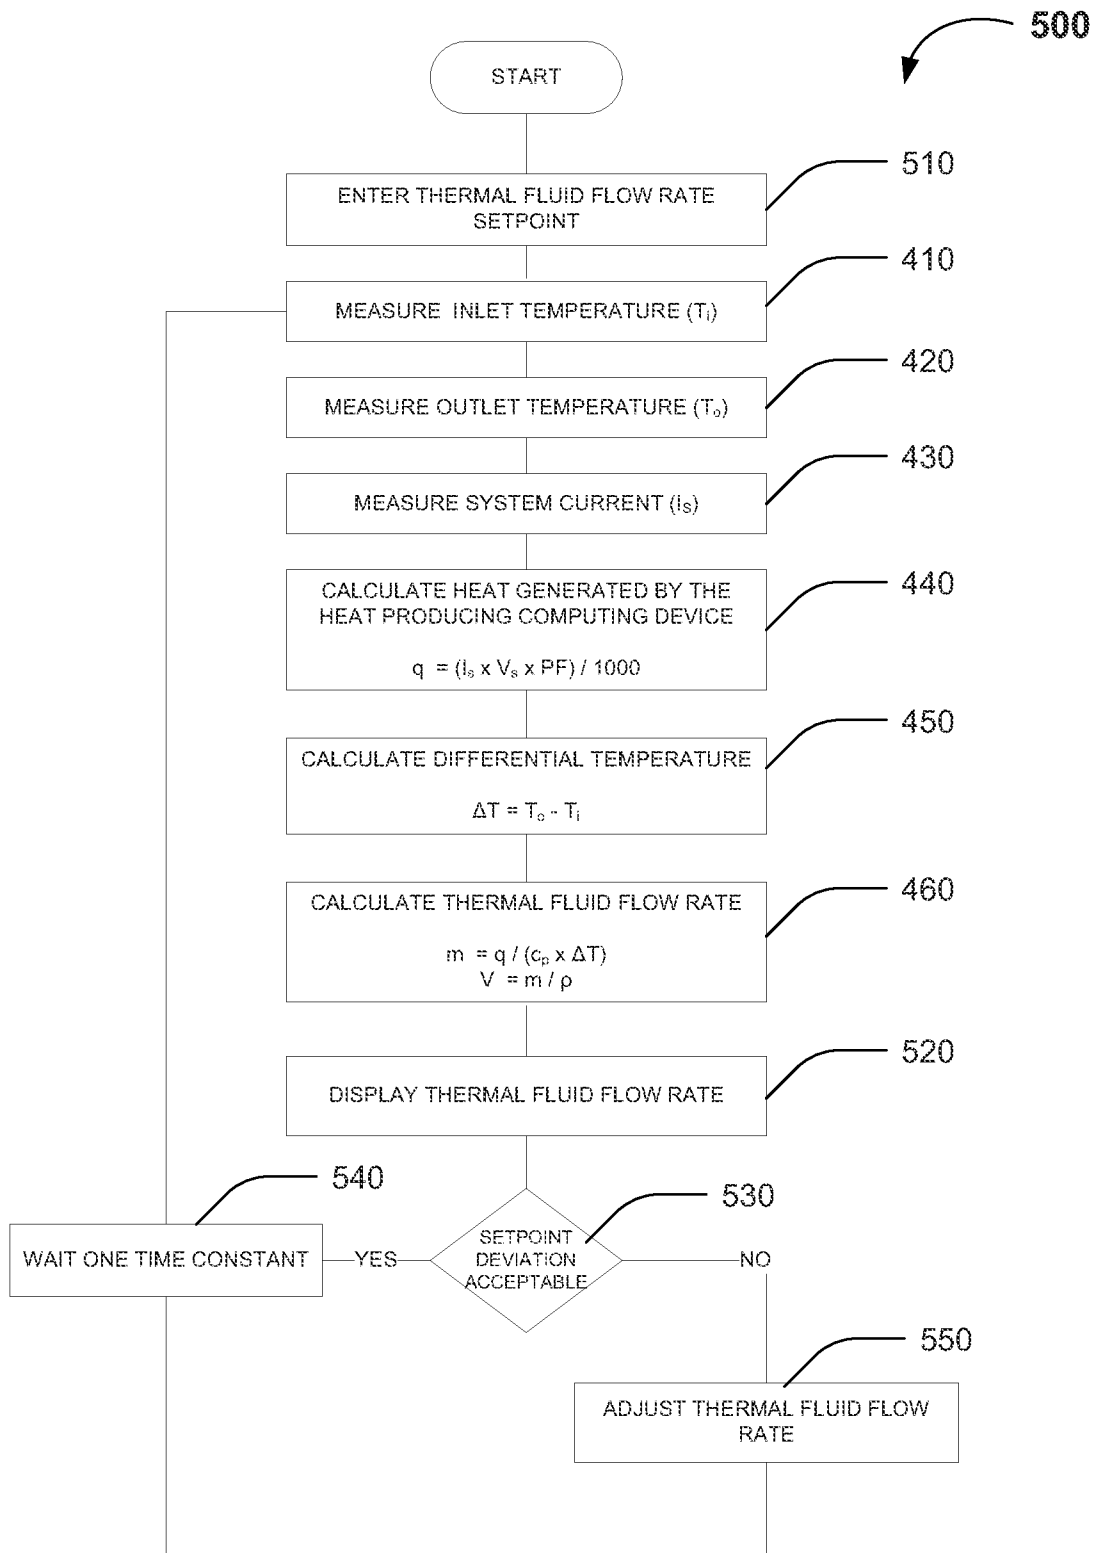 500
START
510
ENTER THERMAL FLUID FLOW RATE
SETPOINT
410
MEASURE INLET TEMPERATURE (Tᵢ)
420
MEASURE OUTLET TEMPERATURE (Tₒ)
430
MEASURE SYSTEM CURRENT (Iₛ)
440
CALCULATE HEAT GENERATED BY THE
HEAT PRODUCING COMPUTING DEVICE
q = (Iₛ x Vₛ x PF) / 1000
450
CALCULATE DIFFERENTIAL TEMPERATURE
ΔT = Tₒ - Tᵢ
460
CALCULATE THERMAL FLUID FLOW RATE
m = q / (cₚ x ΔT)
V = m / ρ
520
DISPLAY THERMAL FLUID FLOW RATE
540
530
SETPOINT
DEVIATION
ACCEPTABLE
WAIT ONE TIME CONSTANT
YES
NO
550
ADJUST THERMAL FLUID FLOW
RATE